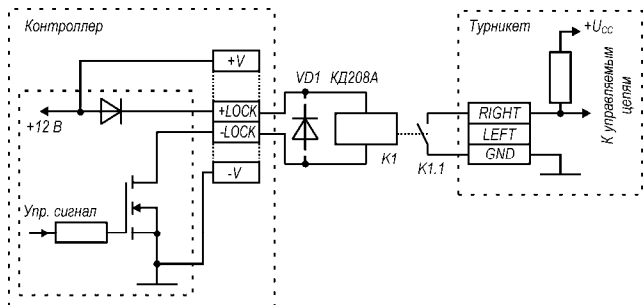 Контроллер
+V
+12 В
+LOCK
-LOCK
-V
Упр. сигнал
VD1 КД208А
K1
K1.1
Турникет
+Ucc
RIGHT
LEFT
GND
К управляемым
цепям